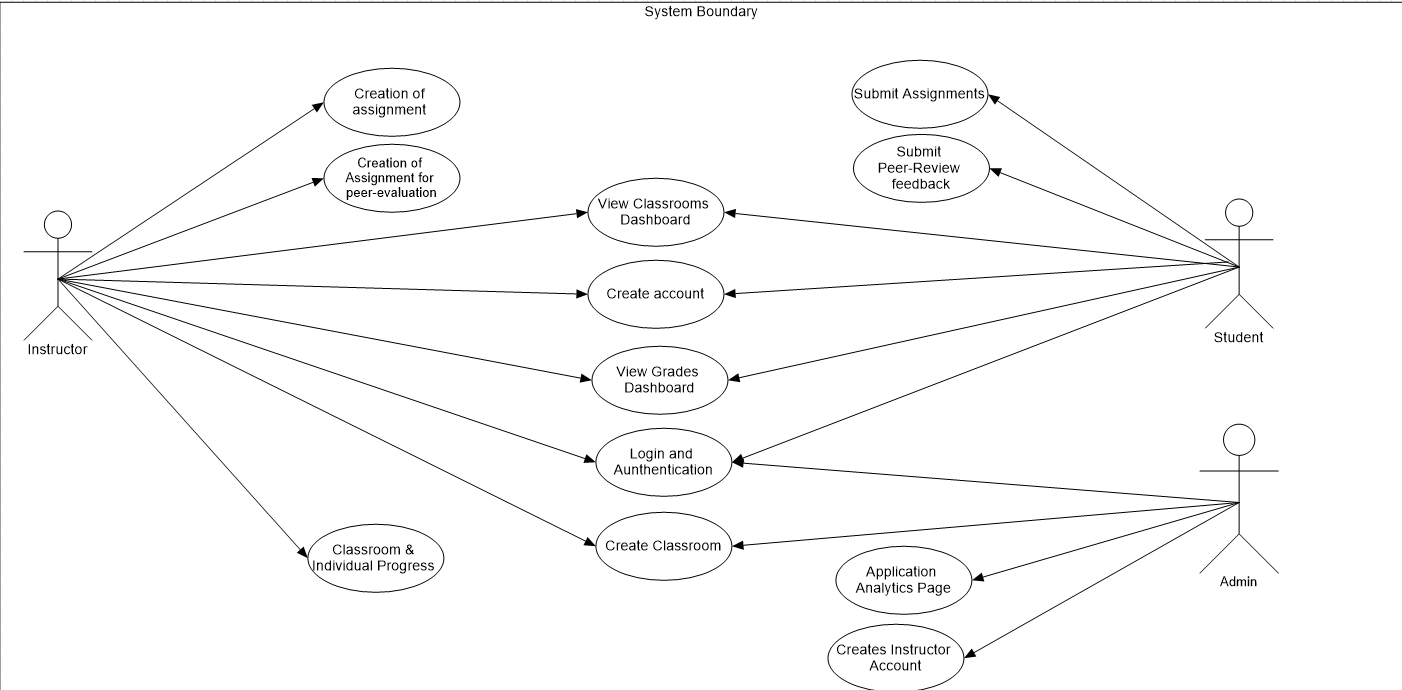 System Boundary
Creation of
assignment
Submit Assignments
Creation of
Assignment for
peer-evaluation
Submit
Peer-Review
feedback
View Classrooms
Dashboard
Create account
Instructor
Student
View Grades
Dashboard
Login and
Aunthentication
Create Classroom
Classroom &
Individual Progress
Application
Analytics Page
Admin
Creates Instructor
Account